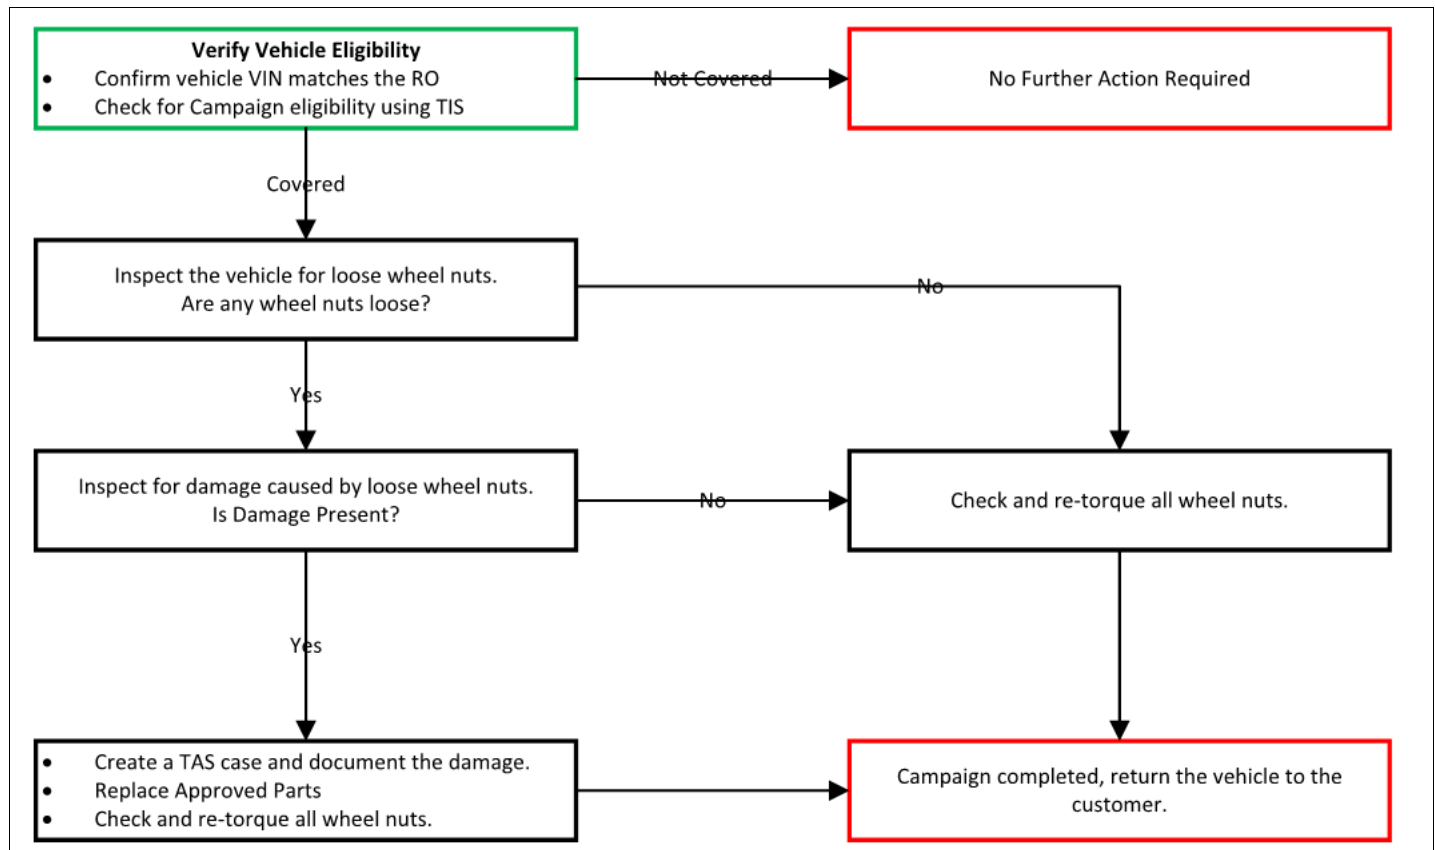 Verify Vehicle Eligibility
• Confirm vehicle VIN matches the RO
• Check for Campaign eligibility using TIS
Not Covered
No Further Action Required
Covered
Inspect the vehicle for loose wheel nuts.
Are any wheel nuts loose?
No
Yes
Inspect for damage caused by loose wheel nuts.
Is Damage Present?
No
Check and re-torque all wheel nuts.
Yes
• Create a TAS case and document the damage.
• Replace Approved Parts
• Check and re-torque all wheel nuts.
Campaign completed, return the vehicle to the
customer.